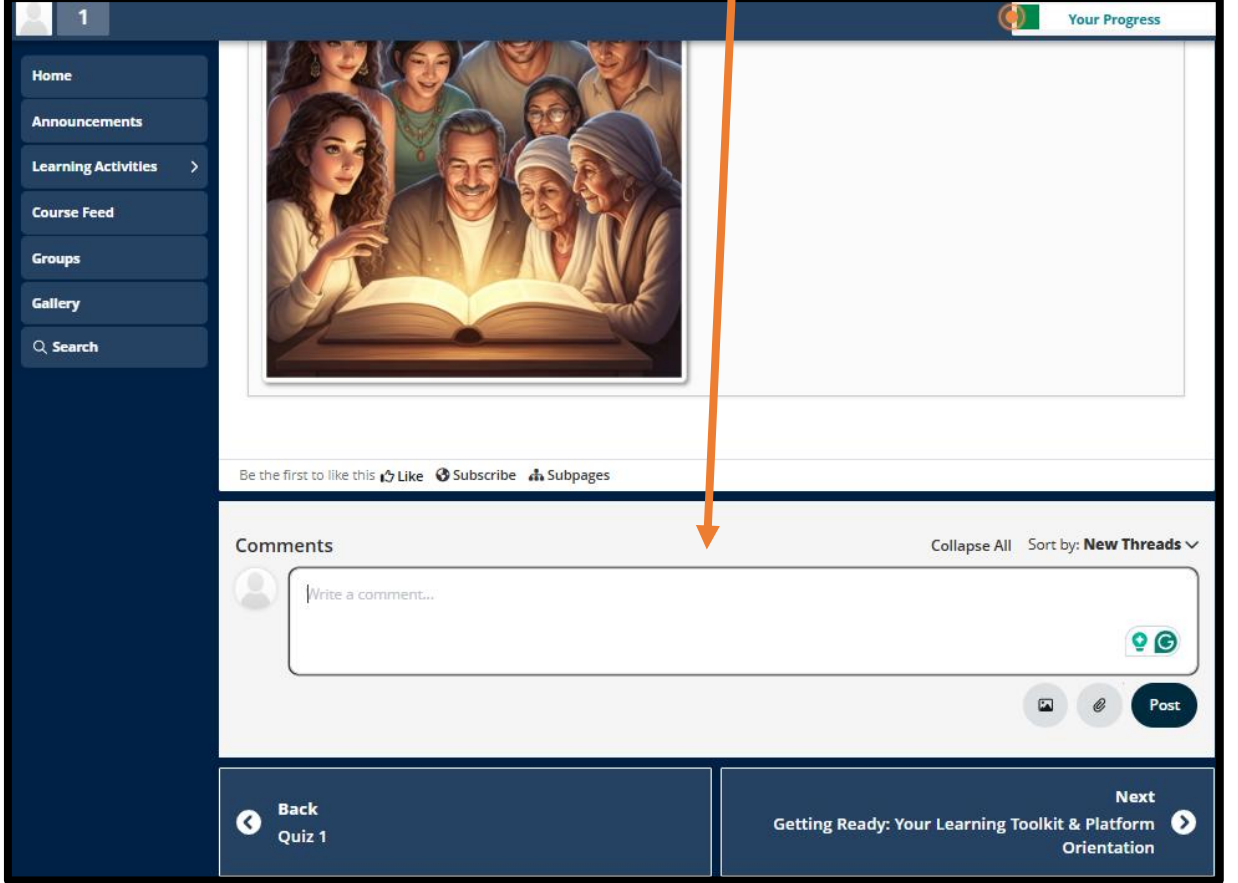 1
Your Progress
Home
Announcements
Learning Activities
Course Feed
Groups
Gallery
Search
Be the first to like this Like Subscribe Subpages
Comments
Collapse All Sort by: New Threads
Write a comment...
Post
Back
Quiz 1
Next
Getting Ready: Your Learning Toolkit & Platform
Orientation